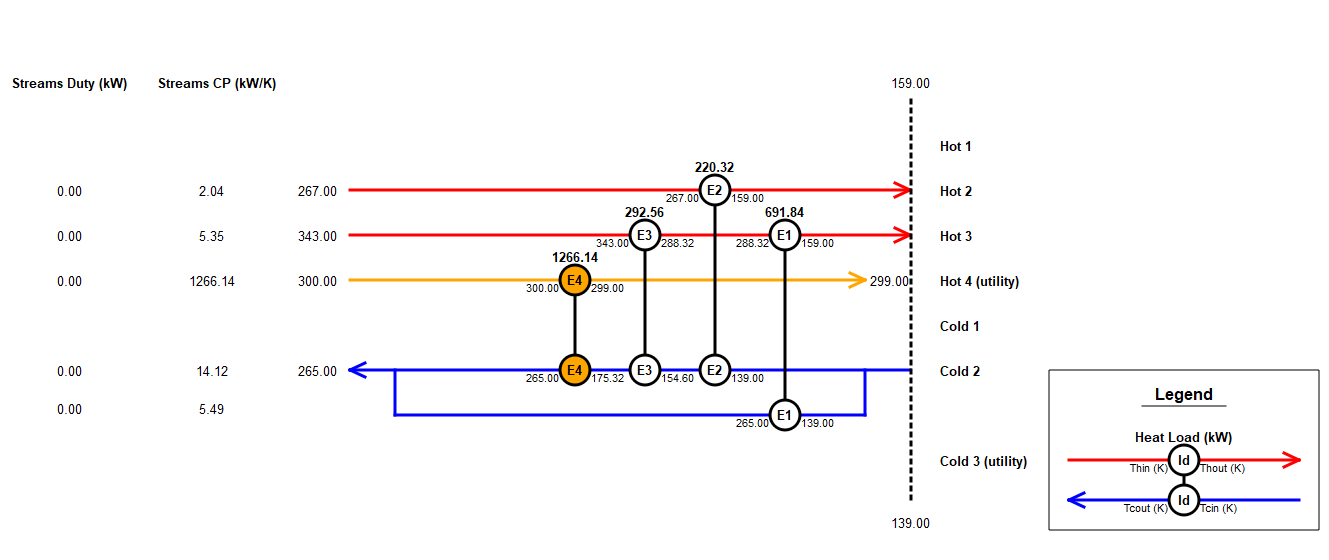 Streams Duty (kW) Streams CP (kW/K) 159.00
Hot 1
220.32
0.00 2.04 267.00 E2 Hot 2
267.00 159.00
292.56 691.84
0.00 5.35 343.00 E3 E1 Hot 3
343.00 288.32 288.32 159.00
1266.14
0.00 1266.14 300.00 E4 299.00 Hot 4 (utility)
300.00 299.00
Cold 1
0.00 14.12 265.00 E4 E3 E2 Cold 2
265.00 175.32 154.60 139.00
0.00 5.49 E1
265.00 139.00
Cold 3 (utility)
139.00
Legend
Heat Load (kW)
Id
Thin (K) Thout (K)
Id
Tcout (K) Tcin (K)